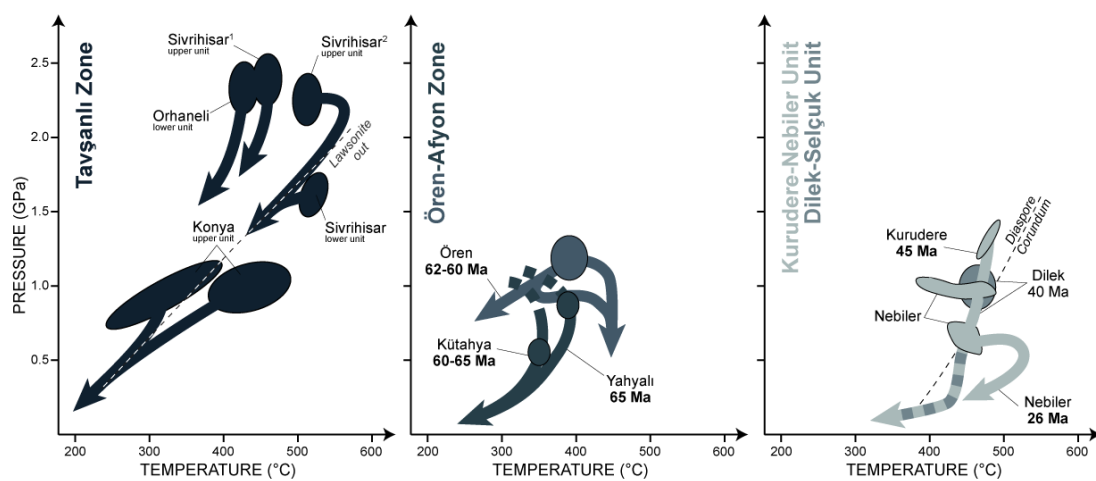 PRESSURE (GPa)
2.5
2.0
1.5
1.0
0.5
Tavşanlı Zone
Sivrihisar¹
upper unit
Sivrihisar²
upper unit
Orhaneli
lower unit
Lawsonite
out
Konya
upper unit
Sivrihisar
lower unit
200 300 400 500 600
TEMPERATURE (°C)
Ören-Afyon Zone
Ören
62-60 Ma
Kütahya
60-65 Ma
Yahyalı
65 Ma
200 300 400 500 600
TEMPERATURE (°C)
Kurudere-Nebiler Unit
Dilek-Selçuk Unit
Kurudere
45 Ma
Diaspore
Corundum
Dilek
40 Ma
Nebiler
Nebiler
26 Ma
200 300 400 500 600
TEMPERATURE (°C)